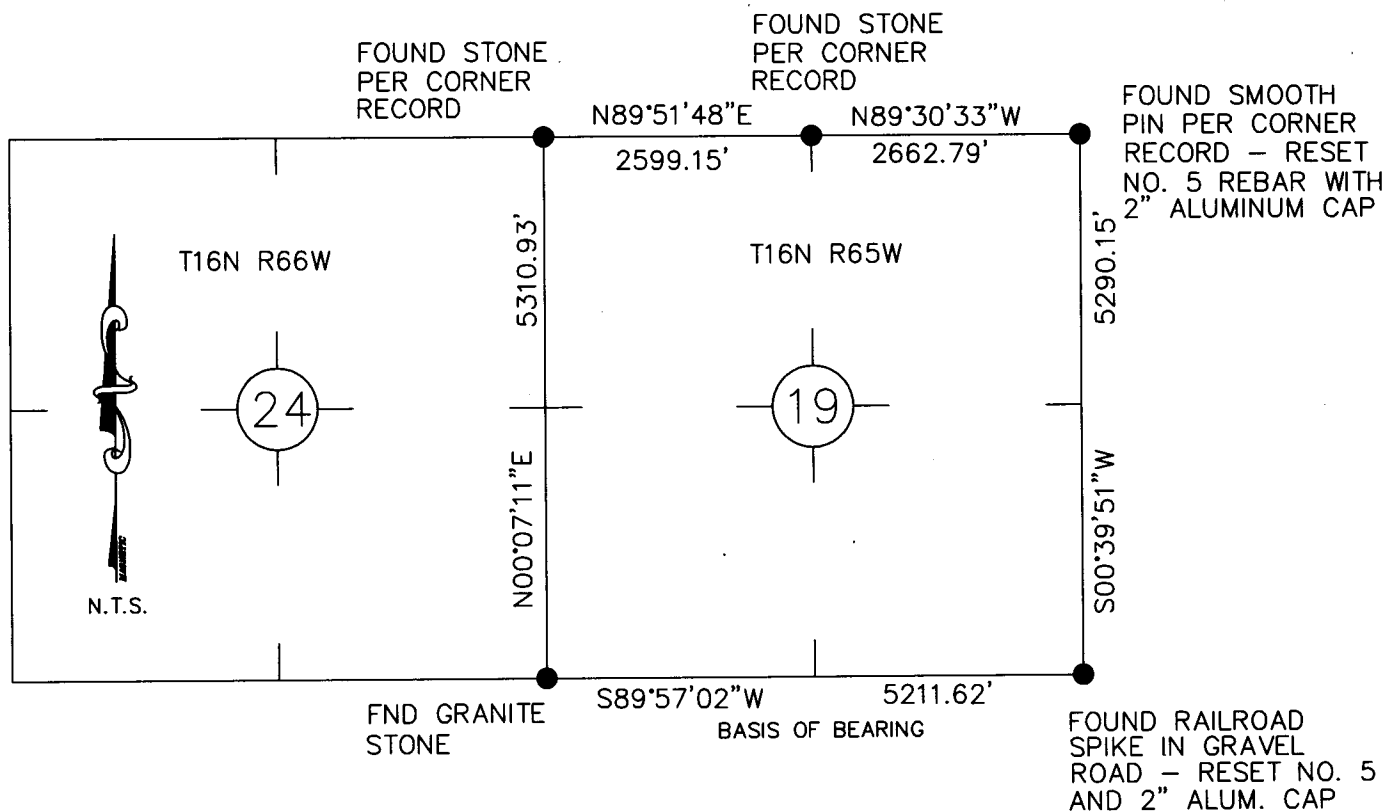 FOUND STONE
PER CORNER
RECORD
FOUND STONE
PER CORNER
RECORD
FOUND SMOOTH
PIN PER CORNER
RECORD – RESET
NO. 5 REBAR WITH
2" ALUMINUM CAP
N89°51'48"E
2599.15'
N89°30'33"W
2662.79'
T16N R66W
T16N R65W
5310.93'
N00°07'11"E
5290.15'
S00°39'51"W
24
19
MAGNETIC
N.T.S.
FND GRANITE
STONE
S89°57'02"W
5211.62'
BASIS OF BEARING
FOUND RAILROAD
SPIKE IN GRAVEL
ROAD – RESET NO. 5
AND 2" ALUM. CAP